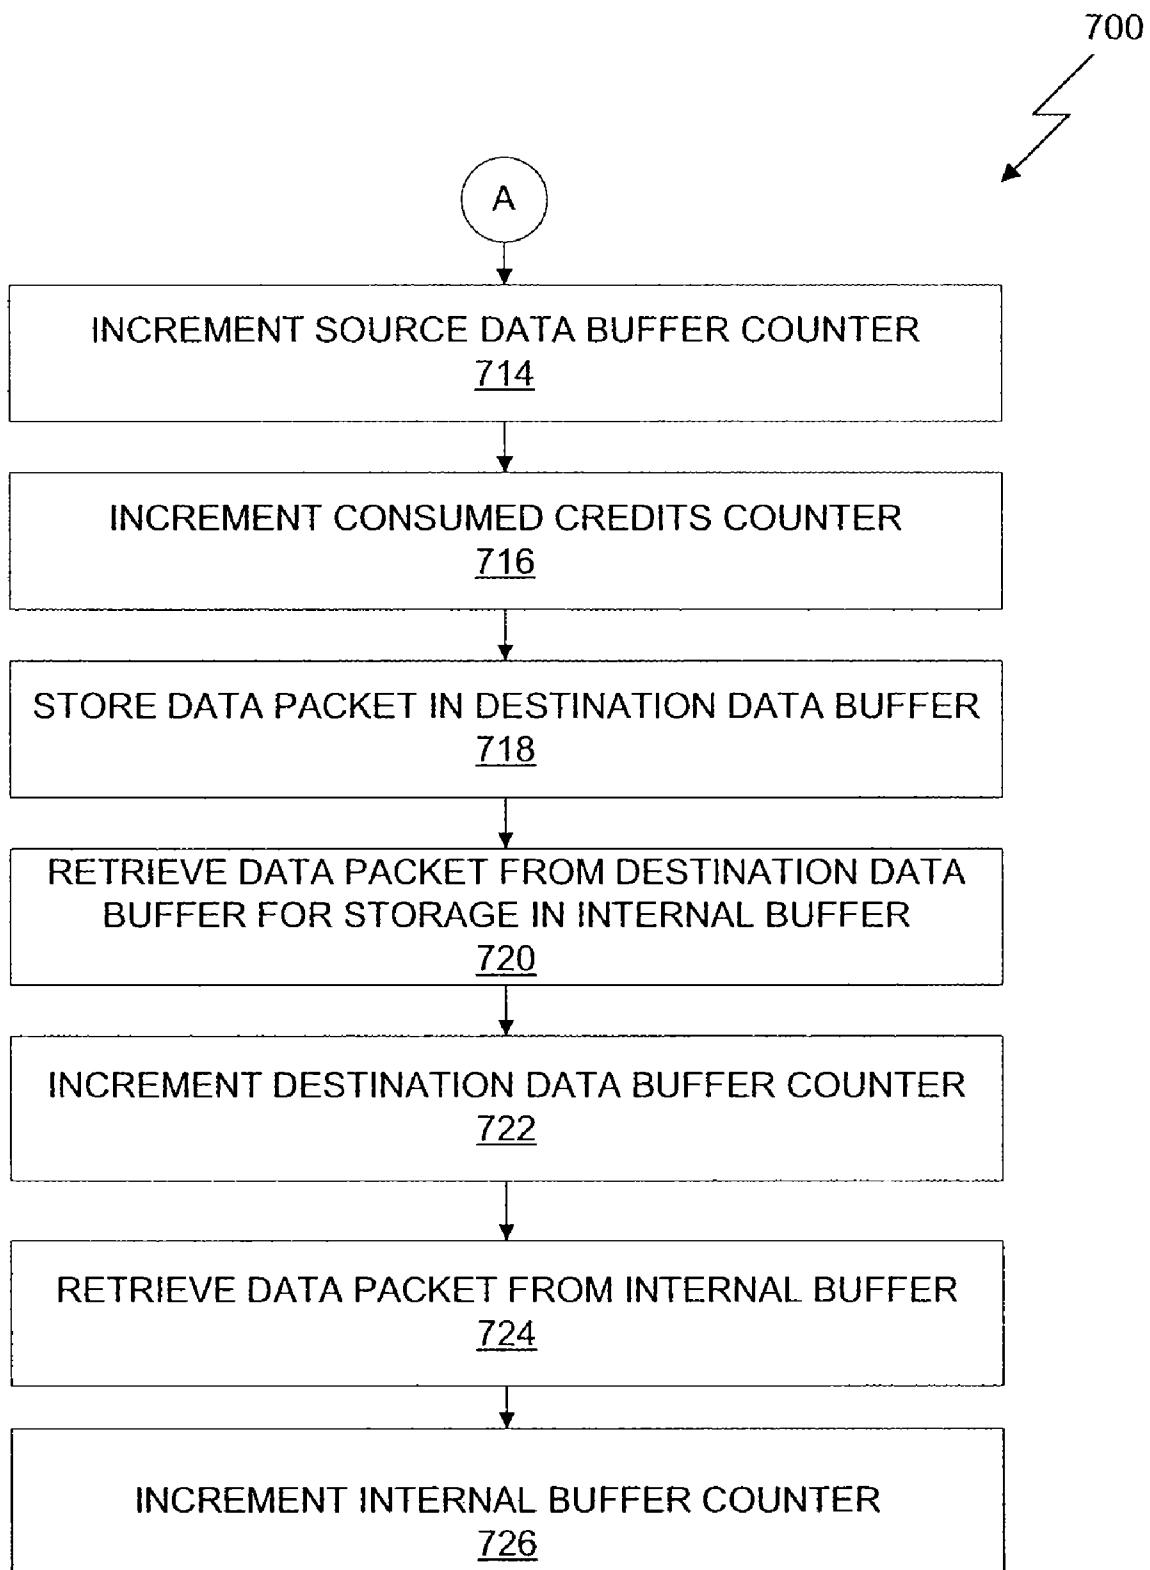 700
A
INCREMENT SOURCE DATA BUFFER COUNTER
714
INCREMENT CONSUMED CREDITS COUNTER
716
STORE DATA PACKET IN DESTINATION DATA BUFFER
718
RETRIEVE DATA PACKET FROM DESTINATION DATA
BUFFER FOR STORAGE IN INTERNAL BUFFER
720
INCREMENT DESTINATION DATA BUFFER COUNTER
722
RETRIEVE DATA PACKET FROM INTERNAL BUFFER
724
INCREMENT INTERNAL BUFFER COUNTER
726